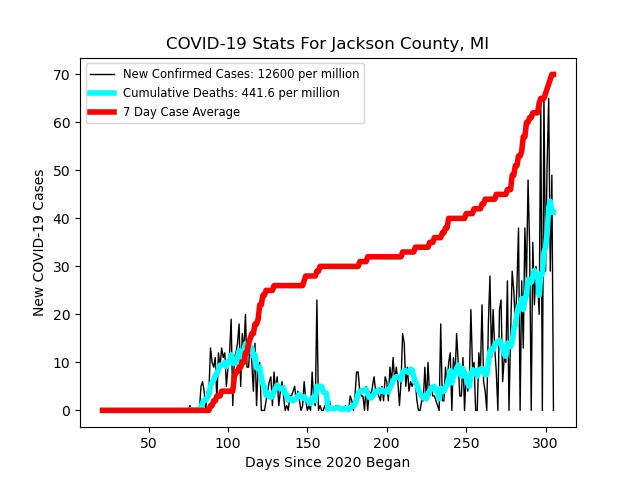 COVID-19 Stats For Jackson County, MI
New Confirmed Cases: 12600 per million
Cumulative Deaths: 441.6 per million
7 Day Case Average
New COVID-19 Cases
70
60
50
40
30
20
10
0
50 100 150 200 250 300
Days Since 2020 Began